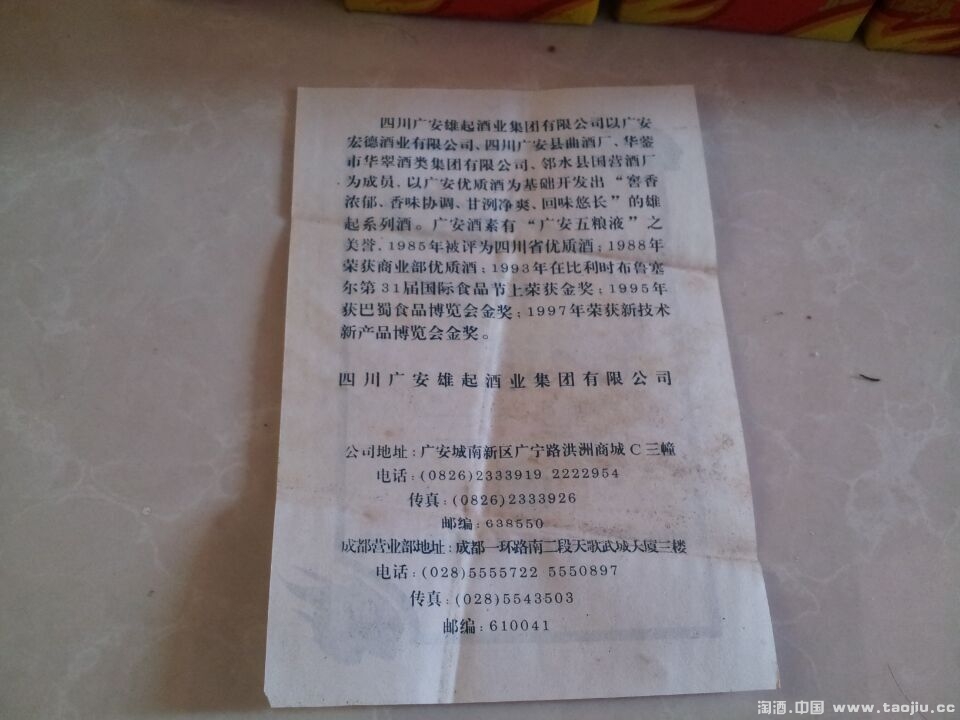 四川广安雄起酒业集团有限公司以广安
宏德酒业有限公司、四川广安县曲酒厂、华蓥
市华翠酒类集团有限公司、邻水县国营酒厂
为成员，以广安优质酒为基础开发出“窖香
浓郁、香味协调、甘洌净爽、回味悠长”的雄
起系列酒。广安酒素有“广安五粮液”之
美誉，1985年被评为四川省优质酒；1988年
荣获商业部优质酒；1993年在比利时布鲁塞
尔第31届国际食品节上荣获金奖；1995年
获巴蜀食品博览会金奖；1997年荣获新技术
新产品博览会金奖。
四川广安雄起酒业集团有限公司
公司地址：广安城南新区广宁路洪洲商城C三幢
电话：(0826)2333919 2222954
传真：(0826)2333926
邮编：638550
成都营业部地址：成都一环路南二段天歌武城大厦三楼
电话：(028)5555722 5550897
传真：(028)5543503
邮编：610041
淘酒.中国 www.taojiu.cc